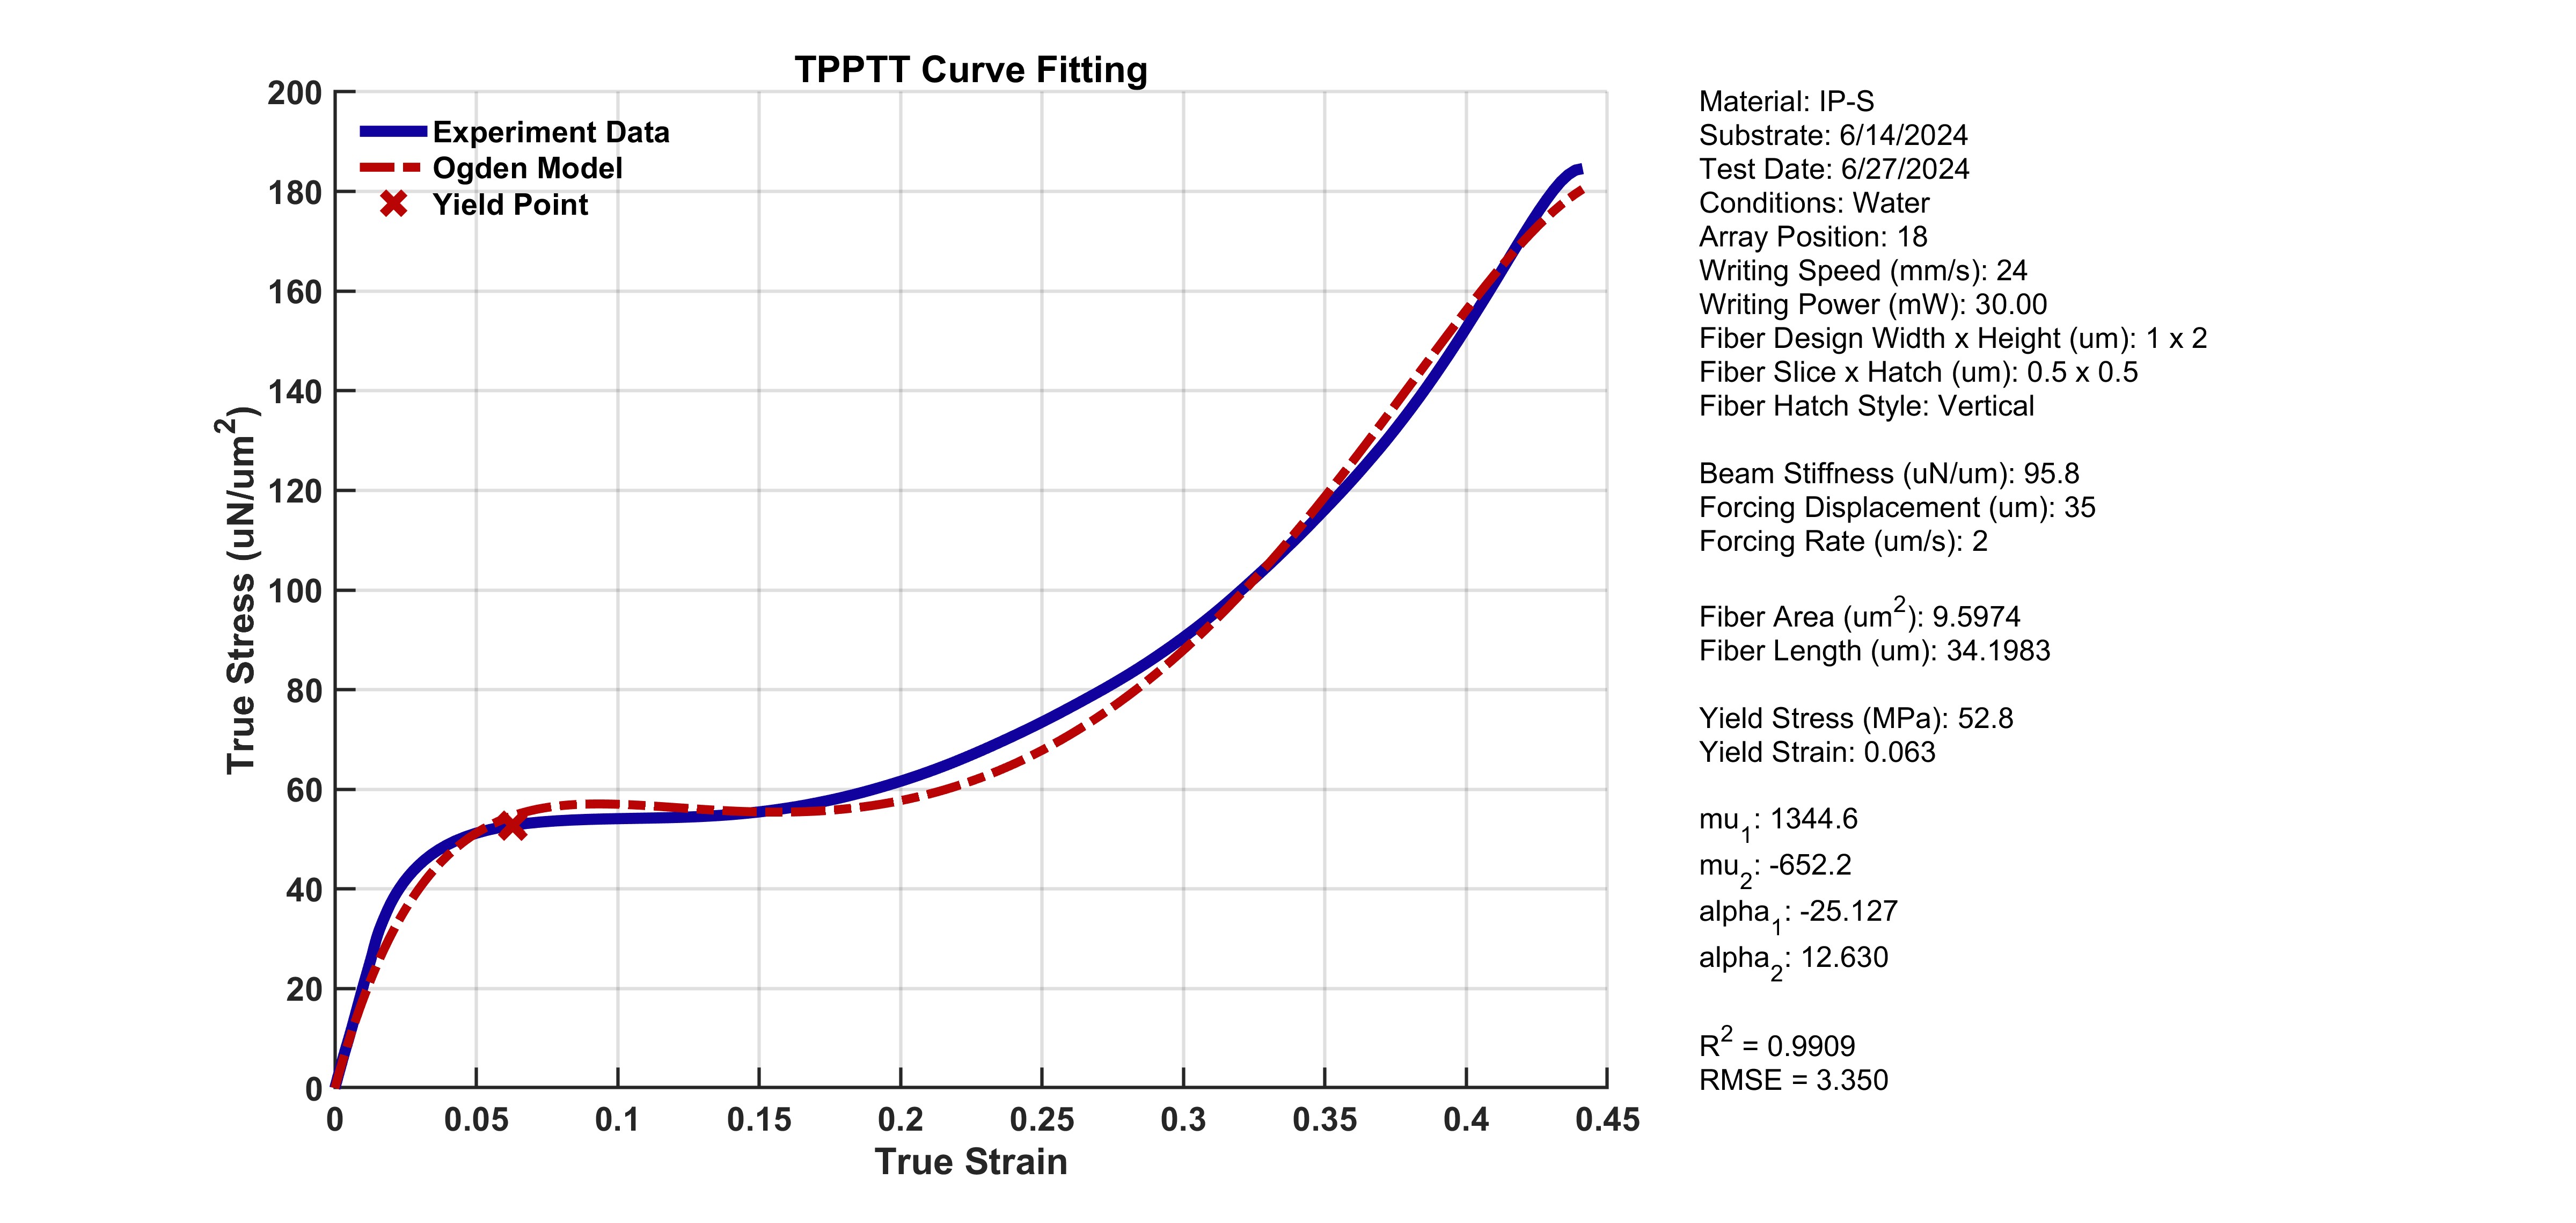 TPPTT Curve Fitting
200
180
160
140
120
100
80
60
40
20
0
True Stress (uN/um²)
Experiment Data
Ogden Model
Yield Point
0 0.05 0.1 0.15 0.2 0.25 0.3 0.35 0.4 0.45
True Strain
Material: IP-S
Substrate: 6/14/2024
Test Date: 6/27/2024
Conditions: Water
Array Position: 18
Writing Speed (mm/s): 24
Writing Power (mW): 30.00
Fiber Design Width x Height (um): 1 x 2
Fiber Slice x Hatch (um): 0.5 x 0.5
Fiber Hatch Style: Vertical
Beam Stiffness (uN/um): 95.8
Forcing Displacement (um): 35
Forcing Rate (um/s): 2
Fiber Area (um²): 9.5974
Fiber Length (um): 34.1983
Yield Stress (MPa): 52.8
Yield Strain: 0.063
mu₁: 1344.6
mu₂: -652.2
alpha₁: -25.127
alpha₂: 12.630
R² = 0.9909
RMSE = 3.350